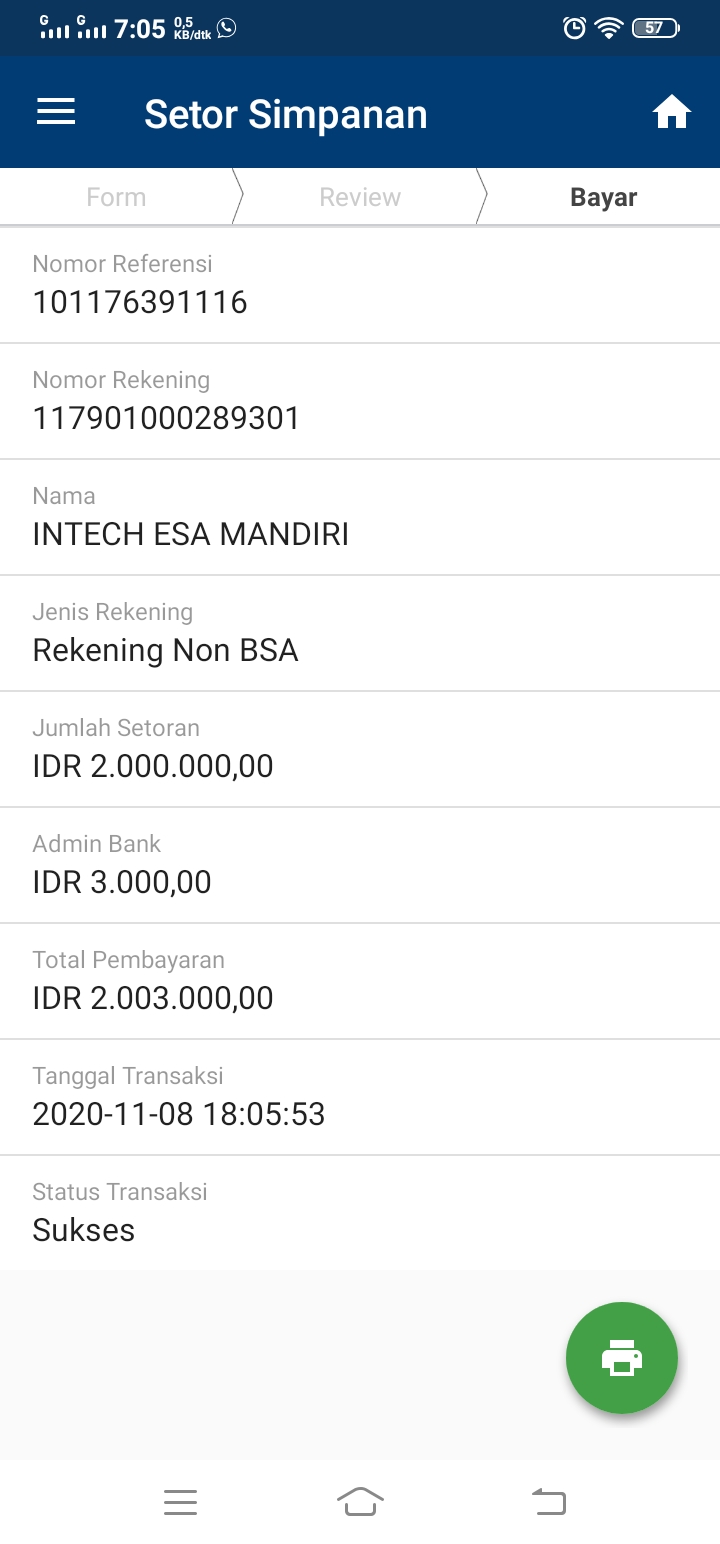 G G 7:05 0,5 KB/dtk 57
Setor Simpanan
Form Review Bayar
Nomor Referensi
101176391116
Nomor Rekening
117901000289301
Nama
INTECH ESA MANDIRI
Jenis Rekening
Rekening Non BSA
Jumlah Setoran
IDR 2.000.000,00
Admin Bank
IDR 3.000,00
Total Pembayaran
IDR 2.003.000,00
Tanggal Transaksi
2020-11-08 18:05:53
Status Transaksi
Sukses